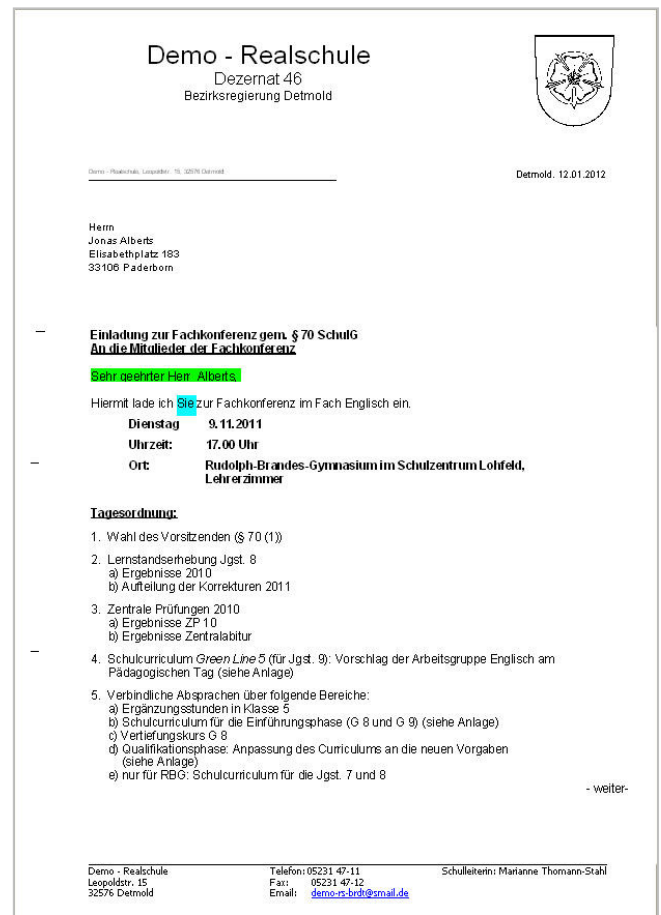 Demo - Realschule
Dezernat 46
Bezirksregierung Detmold
Demo - Realschule, Leopoldstr. 15, 32576 Detmold
Detmold. 12.01.2012
Herrn
Jonas Alberts
Elisabethplatz 183
33106 Paderborn
Einladung zur Fachkonferenz gem. § 70 SchulG
An die Mitglieder der Fachkonferenz
Sehr geehrter Herr Alberts,
Hiermit lade ich Sie zur Fachkonferenz im Fach Englisch ein.
Dienstag 9.11.2011
Uhrzeit: 17.00 Uhr
Ort: Rudolph-Brandes-Gymnasium im Schulzentrum Lohfeld,
Lehrerzimmer
Tagesordnung:
1. Wahl des Vorsitzenden (§ 70 (1))
2. Lernstandserhebung Jgst. 8
a) Ergebnisse 2010
b) Aufteilung der Korrekturen 2011
3. Zentrale Prüfungen 2010
a) Ergebnisse ZP 10
b) Ergebnisse Zentralabitur
4. Schulcurriculum Green Line 5 (für Jgst. 9): Vorschlag der Arbeitsgruppe Englisch am
Pädagogischen Tag (siehe Anlage)
5. Verbindliche Absprachen über folgende Bereiche:
a) Ergänzungsstunden in Klasse 5
b) Schulcurriculum für die Einführungsphase (G 8 und G 9) (siehe Anlage)
c) Vertiefungskurs G 8
d) Qualifikationsphase: Anpassung des Curriculums an die neuen Vorgaben
(siehe Anlage)
e) nur für RBG: Schulcurriculum für die Jgst. 7 und 8
- weiter-
Demo - Realschule Telefon: 05231 47-11 Schulleiterin: Marianne Thomann-Stahl
Leopoldstr. 15 Fax: 05231 47-12
32576 Detmold Email: demo-rs-brdt@smail.de